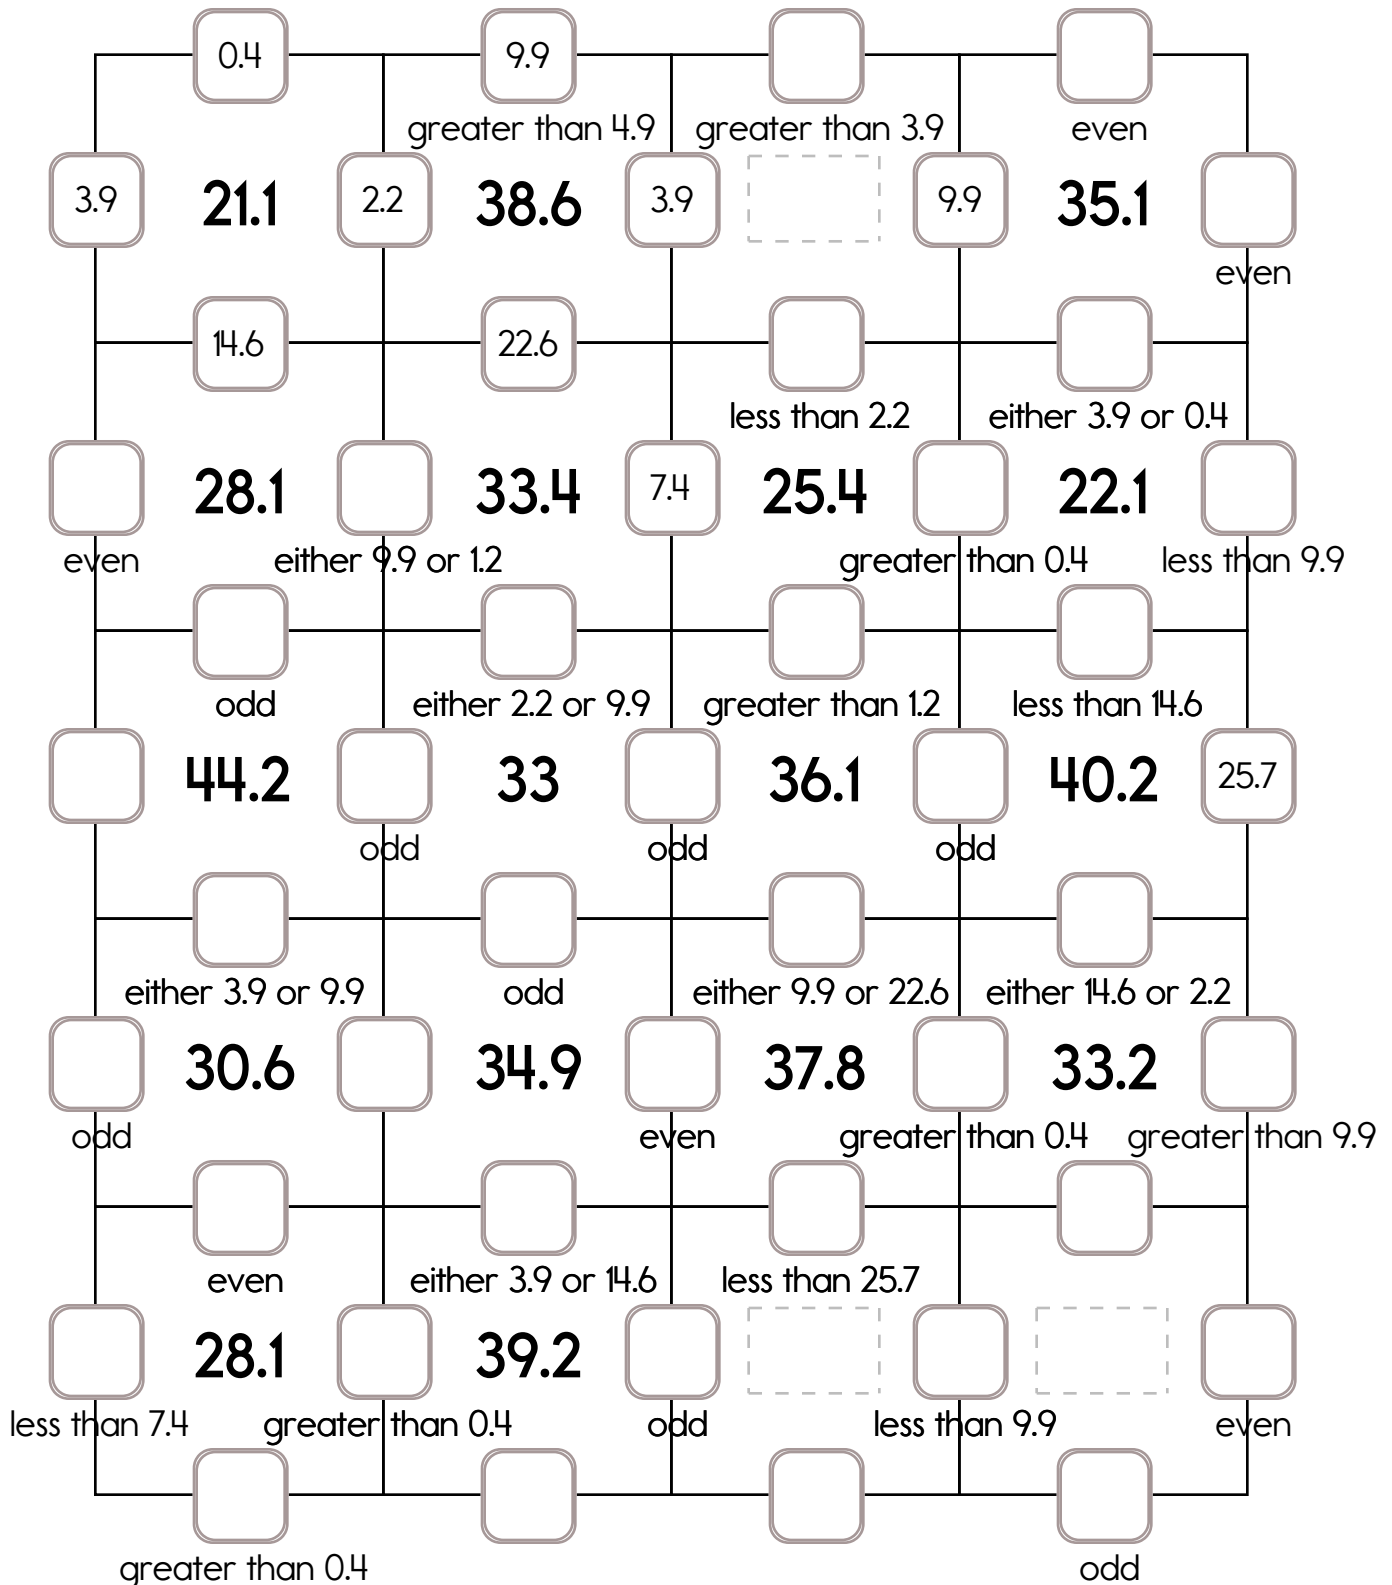 0.4 9.9
greater than 4.9 greater than 3.9 even
3.9 21.1 2.2 38.6 3.9 9.9 35.1
even
14.6 22.6
less than 2.2 either 3.9 or 0.4
28.1 33.4 7.4 25.4 22.1
even either 9.9 or 1.2 greater than 0.4 less than 9.9
odd either 2.2 or 9.9 greater than 1.2 less than 14.6
44.2 33 36.1 40.2 25.7
odd odd odd
either 3.9 or 9.9 odd either 9.9 or 22.6 either 14.6 or 2.2
30.6 34.9 37.8 33.2
odd even greater than 0.4 greater than 9.9
even either 3.9 or 14.6 less than 25.7
28.1 39.2
less than 7.4 greater than 0.4 odd less than 9.9 even
greater than 0.4 odd